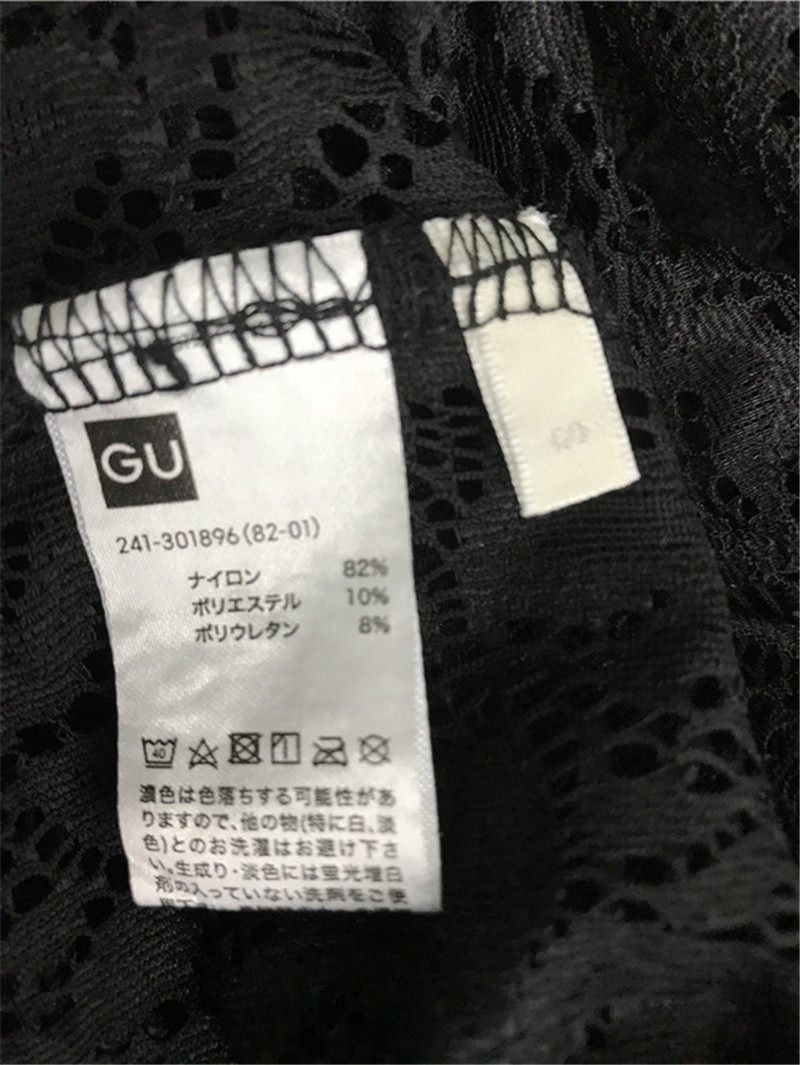 GU
241-301896(82-01)
ナイロン 82%
ポリエステル 10%
ポリウレタン 8%
40
濃色は色落ちする可能性があ
りますので、他の物(特に白、淡
色)とのお洗濯はお避け下さ
い。生成り・淡色には蛍光増白
剤の入っていない洗剤をご使